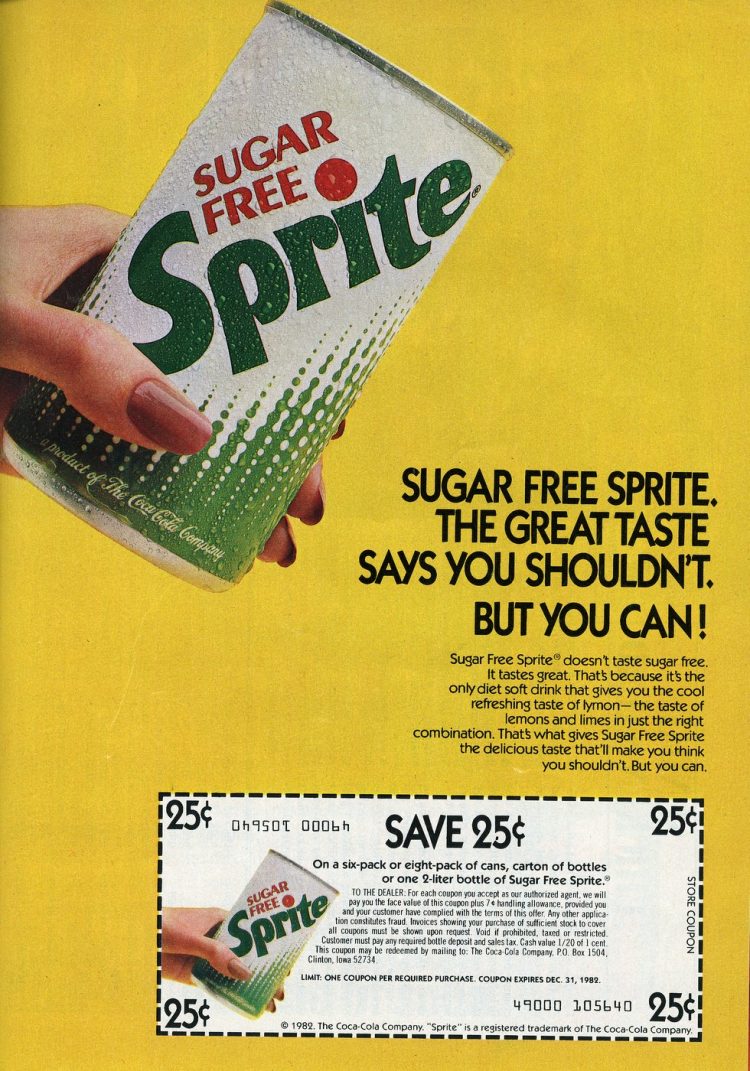 SUGAR
FREE
Sprite®
a product of The Coca-Cola Company
SUGAR FREE SPRITE.
THE GREAT TASTE
SAYS YOU SHOULDN'T.
BUT YOU CAN!
Sugar Free Sprite® doesn't taste sugar free.
It tastes great. That's because it's the
only diet soft drink that gives you the cool
refreshing taste of lymon— the taste of
lemons and limes in just the right
combination. That's what gives Sugar Free Sprite
the delicious taste that'll make you think
you shouldn't. But you can.
25¢
SAVE 25¢
25¢
On a six-pack or eight-pack of cans, carton of bottles
or one 2-liter bottle of Sugar Free Sprite.®
SUGAR
FREE
Sprite
TO THE DEALER: For each coupon you accept as our authorized agent, we will
pay you the face value of this coupon plus 7¢ handling allowance, provided you
and your customer have complied with the terms of this offer. Any other applica-
tion constitutes fraud. Invoices showing your purchase of sufficient stock to cover
all coupons must be shown upon request. Void if prohibited, taxed or restricted.
Customer must pay any required bottle deposit and sales tax. Cash value 1/20 of 1 cent.
This coupon may be redeemed by mailing to: The Coca-Cola Company, P.O. Box 1504,
Clinton, Iowa 52734.
STORE COUPON
LIMIT: ONE COUPON PER REQUIRED PURCHASE. COUPON EXPIRES DEC. 31, 1982.
49000 105640
25¢
25¢
© 1982. The Coca-Cola Company. "Sprite" is a registered trademark of The Coca-Cola Company.